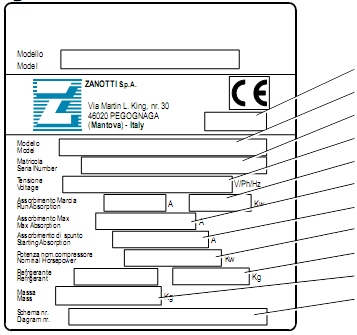 Modello
Model
ZANOTTI S.p.A.
CE
Via Martin L. King, nr. 30
46020 PEGOGNAGA
(Mantova) - Italy
Modello
Model
Matricola
Serial Number
Tensione
Voltage V/Ph/Hz
Assorbimento Marcia
Run Absorption A Kw
Assorbimento Max
Max Absorption A
Assorbimento di spunto
Starting Absorption A
Potenza nom.compressore
Nominal Horsepower Kw
Refrigerante
Refrigerant Kg
Massa
Mass Kg
Schema nr.
Diagram nr.